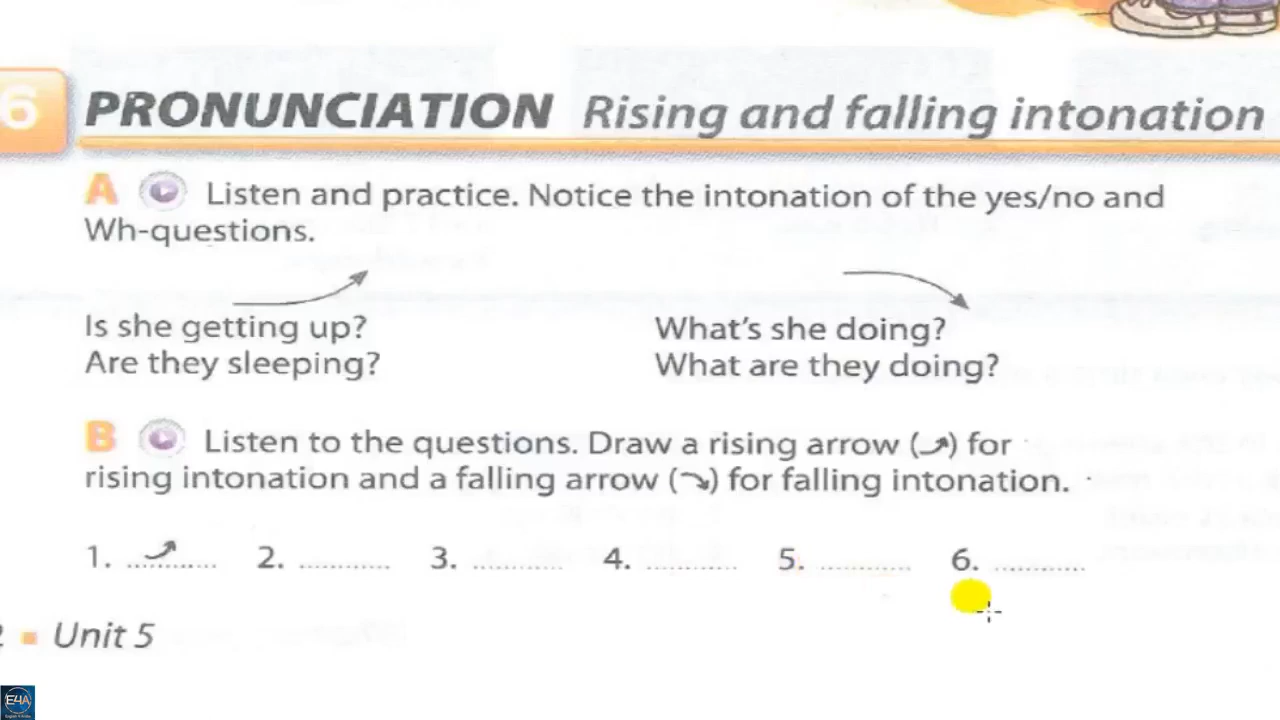 6 PRONUNCIATION Rising and falling intonation
A Listen and practice. Notice the intonation of the yes/no and
Wh-questions.
Is she getting up? What's she doing?
Are they sleeping? What are they doing?
B Listen to the questions. Draw a rising arrow (⤴) for
rising intonation and a falling arrow (⤵) for falling intonation.
1. .......... 2. .......... 3. .......... 4. .......... 5. .......... 6. ..........
2 ▪ Unit 5
E4A